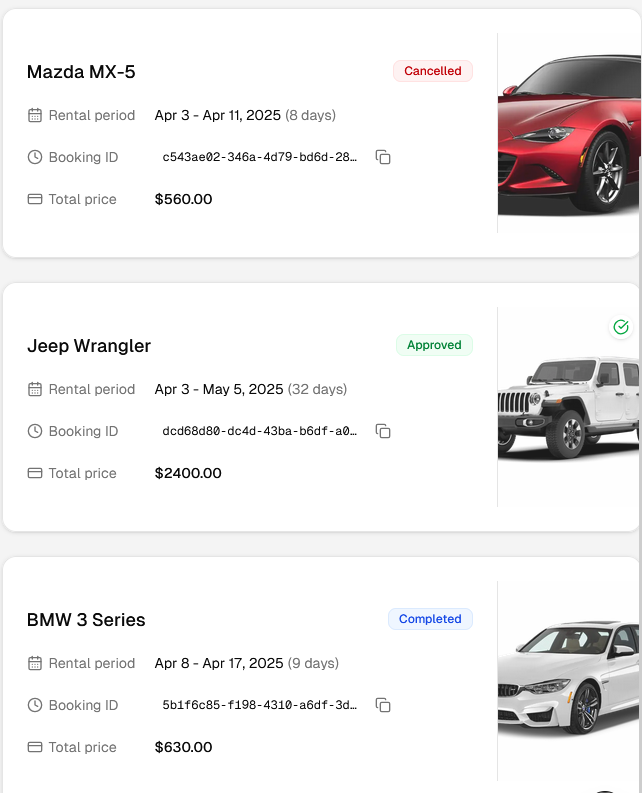 Mazda MX-5
Cancelled
Rental period Apr 3 - Apr 11, 2025 (8 days)
Booking ID c543ae02-346a-4d79-bd6d-28…
Total price $560.00
Jeep Wrangler
Approved
Rental period Apr 3 - May 5, 2025 (32 days)
Booking ID dcd68d80-dc4d-43ba-b6df-a0…
Total price $2400.00
BMW 3 Series
Completed
Rental period Apr 8 - Apr 17, 2025 (9 days)
Booking ID 5b1f6c85-f198-4310-a6df-3d…
Total price $630.00